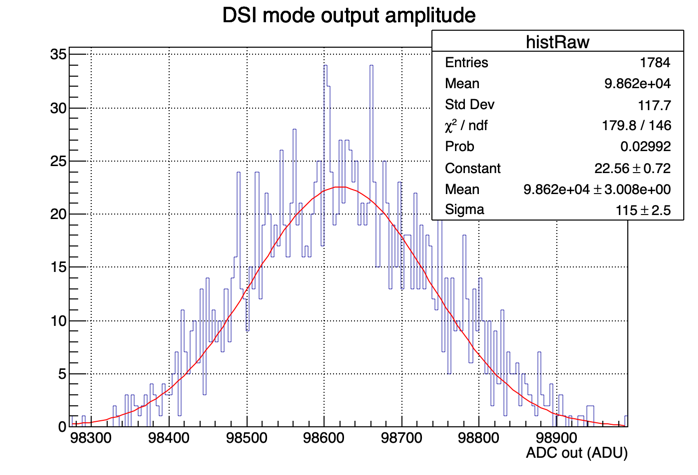 DSI mode output amplitude
histRaw
Entries 1784
Mean 9.862e+04
Std Dev 117.7
χ² / ndf 179.8 / 146
Prob 0.02992
Constant 22.56 ± 0.72
Mean 9.862e+04 ± 3.008e+00
Sigma 115 ± 2.5
35
30
25
20
15
10
5
0
98300 98400 98500 98600 98700 98800 98900
ADC out (ADU)